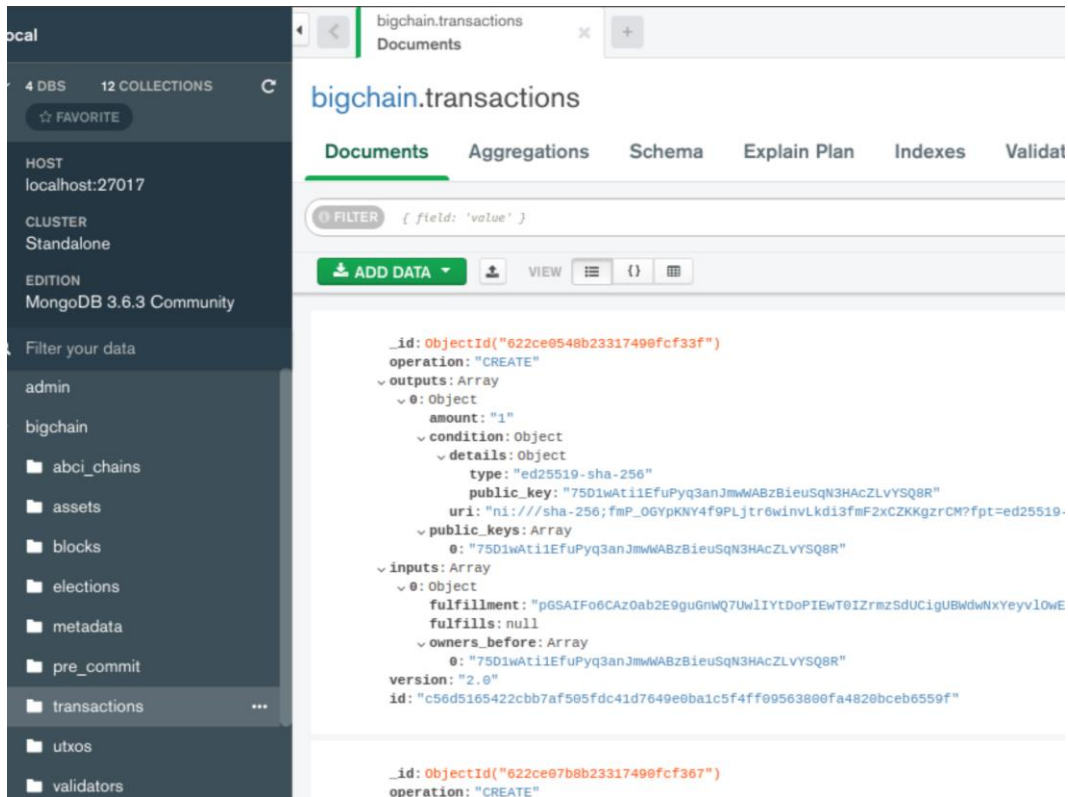 4 DBS 12 COLLECTIONS
FAVORITE
HOST
localhost:27017
CLUSTER
Standalone
EDITION
MongoDB 3.6.3 Community
Filter your data
admin
bigchain
abci_chains
assets
blocks
elections
metadata
pre_commit
transactions
utxos
validators
bigchain.transactions
Documents
bigchain.transactions
Documents Aggregations Schema Explain Plan Indexes Validat
FILTER { field: 'value' }
ADD DATA VIEW
_id: ObjectId("622ce0548b23317490fcf33f")
operation: "CREATE"
outputs: Array
0: Object
amount: "1"
condition: Object
details: Object
type: "ed25519-sha-256"
public_key: "75D1wAti1EfuPyq3anJmwWABzBieuSqN3HAcZLvYSQ8R"
uri: "ni:///sha-256;fmP_OGYpKNY4f9PLjtr6winvLkdi3fmF2xCZKKgzrCM?fpt=ed25519-
public_keys: Array
0: "75D1wAti1EfuPyq3anJmwWABzBieuSqN3HAcZLvYSQ8R"
inputs: Array
0: Object
fulfillment: "pGSAIFo6CAzOab2E9guGnWQ7UwlIYtDoPIEwT0IZrmzSdUCigUBWdwNxYeyvlOwE
fulfills: null
owners_before: Array
0: "75D1wAti1EfuPyq3anJmwWABzBieuSqN3HAcZLvYSQ8R"
version: "2.0"
id: "c56d5165422cbb7af505fdc41d7649e0ba1c5f4ff09563800fa4820bceb6559f"
_id: ObjectId("622ce07b8b23317490fcf367")
operation: "CREATE"